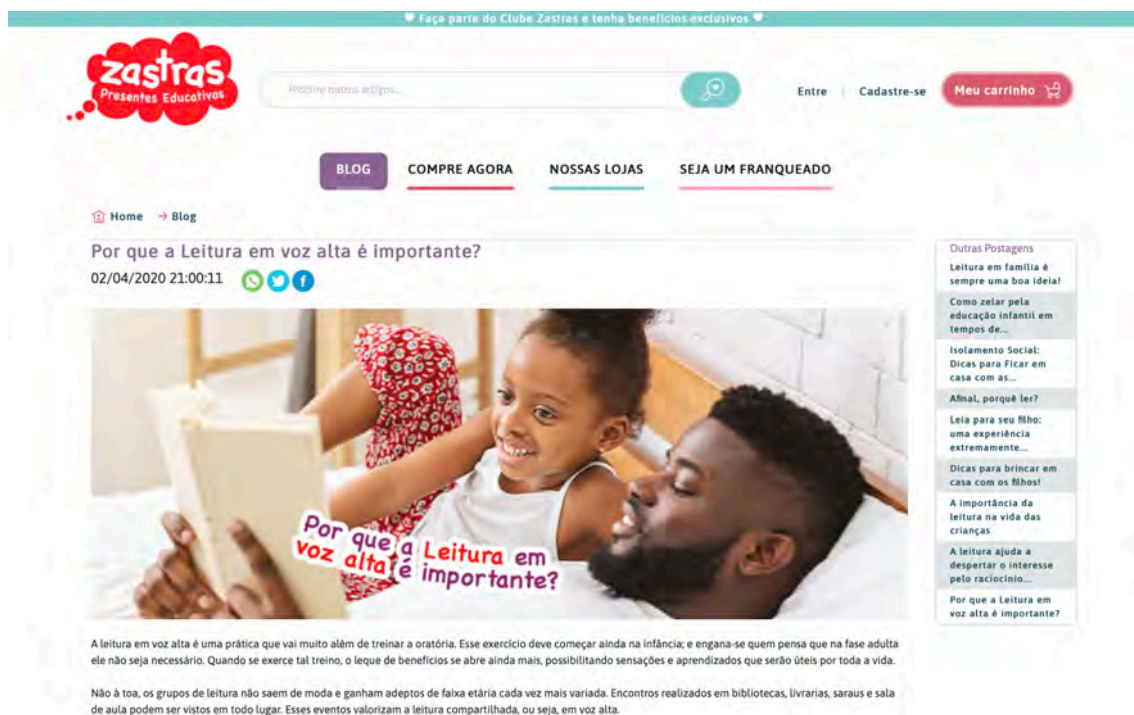 Faça parte do Clube Zastras e tenha benefícios exclusivos
zastras
Presentes Educativos
Procure outros artigos...
Entre
Cadastre-se
Meu carrinho
BLOG
COMPRE AGORA
NOSSAS LOJAS
SEJA UM FRANQUEADO
Home
Blog
Por que a Leitura em voz alta é importante?
02/04/2020 21:00:11
Por que a Leitura em
voz alta é importante?
A leitura em voz alta é uma prática que vai muito além de treinar a oratória. Esse exercício deve começar ainda na infância; e engana-se quem pensa que na fase adulta
ele não seja necessário. Quando se exerce tal treino, o leque de benefícios se abre ainda mais, possibilitando sensações e aprendizados que serão úteis por toda a vida.
Não à toa, os grupos de leitura não saem de moda e ganham adeptos de faixa etária cada vez mais variada. Encontros realizados em bibliotecas, livrarias, saraus e sala
de aula podem ser vistos em todo lugar. Esses eventos valorizam a leitura compartilhada, ou seja, em voz alta.
Outras Postagens
Leitura em família é
sempre uma boa ideia!
Como zelar pela
educação infantil em
tempos de...
Isolamento Social:
Dicas para Ficar em
casa com as...
Afinal, porquê ler?
Leia para seu filho:
uma experiência
extremamente...
Dicas para brincar em
casa com os filhos!
A importância da
leitura na vida das
crianças
A leitura ajuda a
despertar o interesse
pelo raciocínio...
Por que a Leitura em
voz alta é importante?